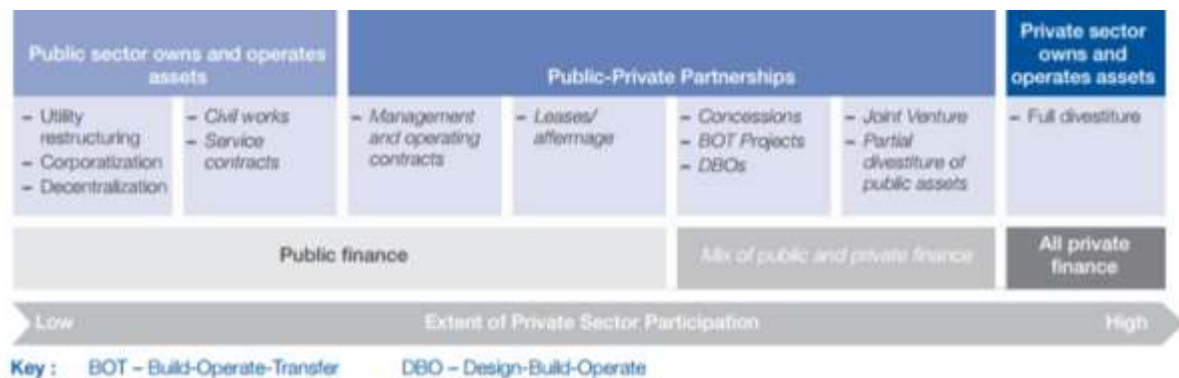 Public sector owns and operates
assets
Public-Private Partnerships
Private sector
owns and
operates assets
– Utility
restructuring
– Corporatization
– Decentralization
– Civil works
– Service
contracts
– Management
and operating
contracts
– Leases/
affermage
– Concessions
– BOT Projects
– DBOs
– Joint Venture
– Partial
divestiture of
public assets
– Full divestiture
Public finance
Mix of public and private finance
All private
finance
Low
Extent of Private Sector Participation
High
Key : BOT – Build-Operate-Transfer DBO – Design-Build-Operate